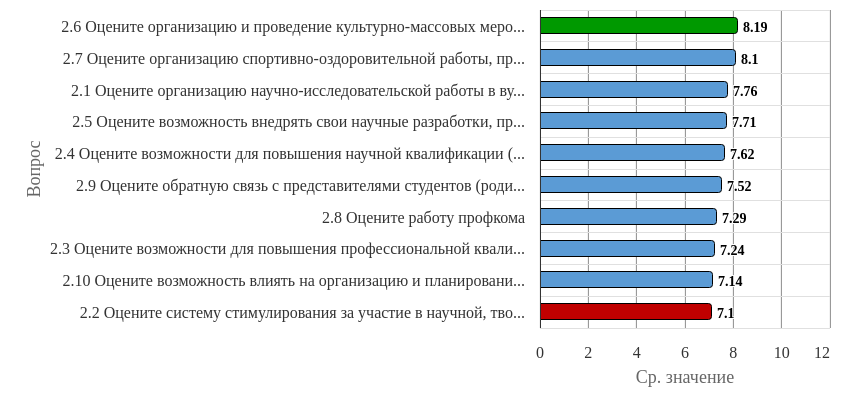 2.6 Оцените организацию и проведение культурно-массовых меро... 8.19
2.7 Оцените организацию спортивно-оздоровительной работы, пр... 8.1
2.1 Оцените организацию научно-исследовательской работы в ву... 7.76
2.5 Оцените возможность внедрять свои научные разработки, пр... 7.71
2.4 Оцените возможности для повышения научной квалификации (... 7.62
2.9 Оцените обратную связь с представителями студентов (роди... 7.52
2.8 Оцените работу профкома 7.29
2.3 Оцените возможности для повышения профессиональной квали... 7.24
2.10 Оцените возможность влиять на организацию и планировани... 7.14
2.2 Оцените систему стимулирования за участие в научной, тво... 7.1
Вопрос
0 2 4 6 8 10 12
Ср. значение